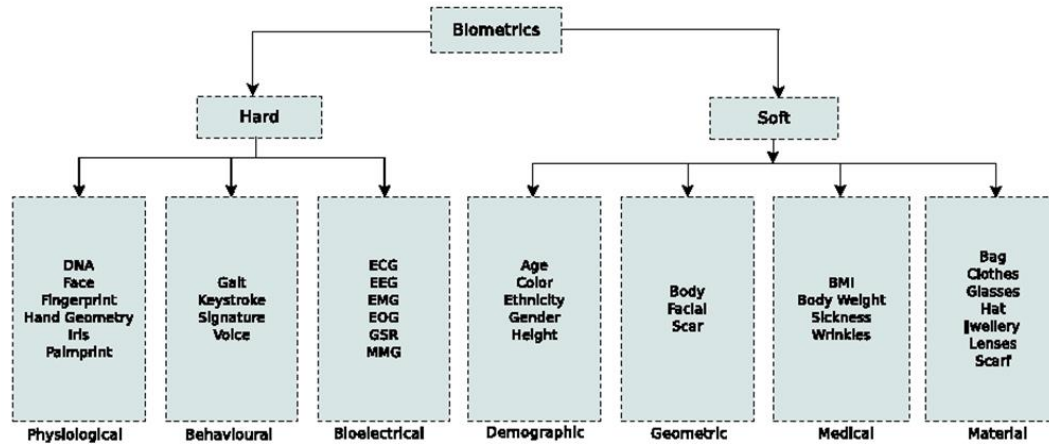 Biometrics
Hard
Soft
DNA
Face
Fingerprint
Hand Geometry
Iris
Palmprint
Gait
Keystroke
Signature
Voice
ECG
EEG
EMG
EOG
GSR
MMG
Age
Color
Ethnicity
Gender
Height
Body
Facial
Scar
BMI
Body Weight
Sickness
Wrinkles
Bag
Clothes
Glasses
Hat
Jwellery
Lenses
Scarf
Physiological
Behavioural
Bioelectrical
Demographic
Geometric
Medical
Material